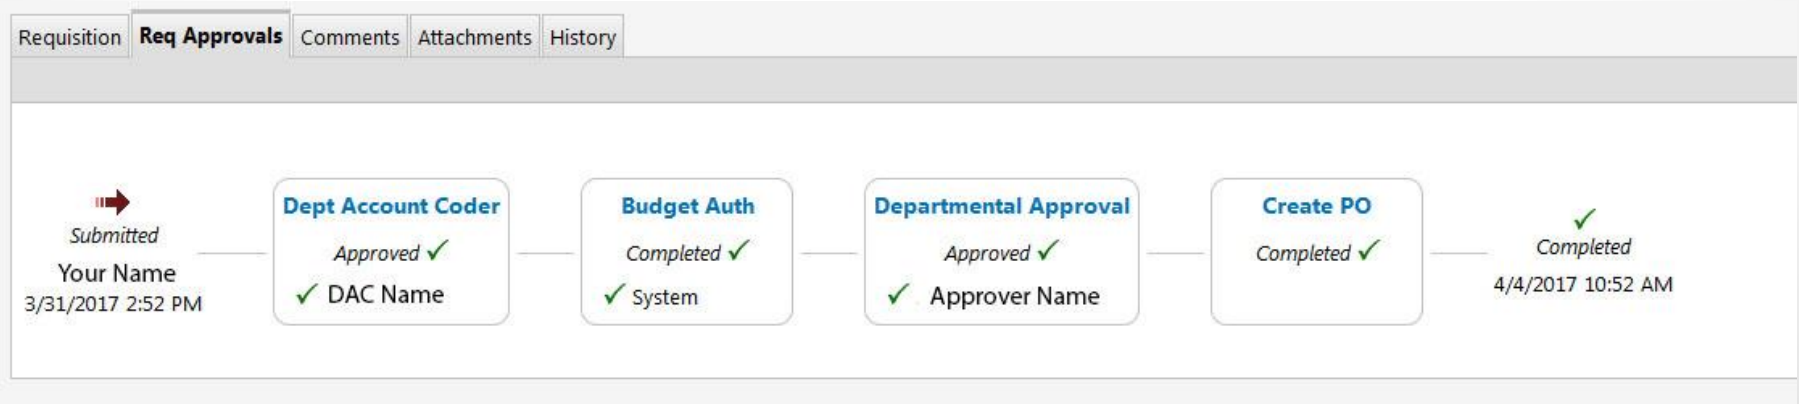 Requisition
Req Approvals
Comments
Attachments
History
Submitted
Your Name
3/31/2017 2:52 PM
Dept Account Coder
Approved ✓
✓ DAC Name
Budget Auth
Completed ✓
✓ System
Departmental Approval
Approved ✓
✓ Approver Name
Create PO
Completed ✓
✓
Completed
4/4/2017 10:52 AM